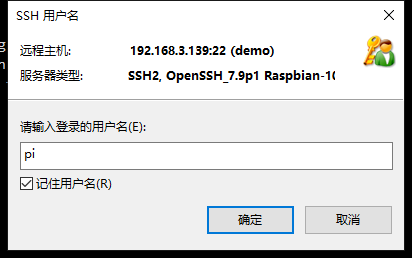 SSH 用户名
远程主机: 192.168.3.139:22 (demo)
服务器类型: SSH2, OpenSSH_7.9p1 Raspbian-10
请输入登录的用户名(E):
pi
记住用户名(R)
确定 取消